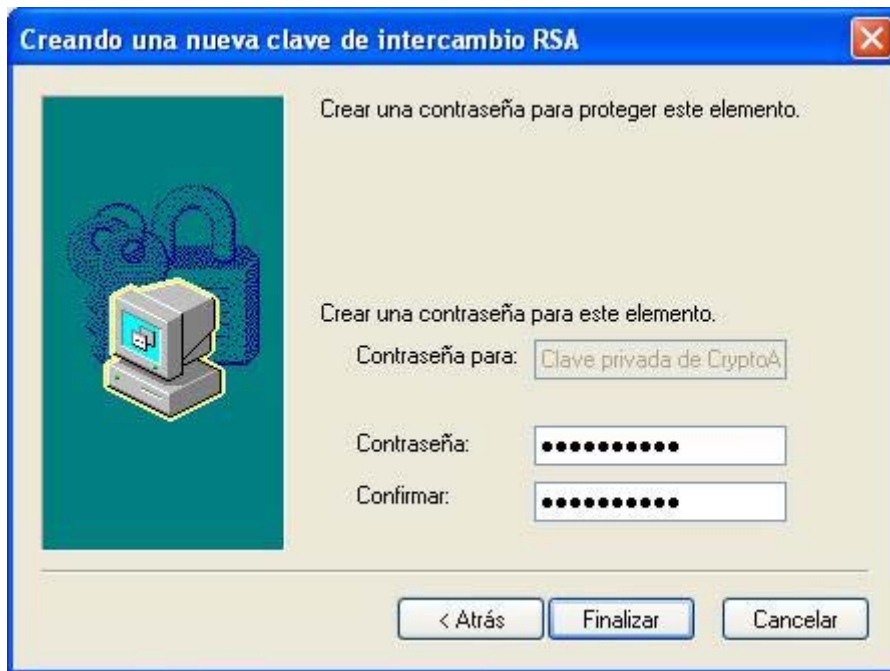 Creando una nueva clave de intercambio RSA
Crear una contraseña para proteger este elemento.
Crear una contraseña para este elemento.
Contraseña para: Clave privada de CryptoA
Contraseña: ●●●●●●●●●●
Confirmar: ●●●●●●●●●●
< Atrás Finalizar Cancelar